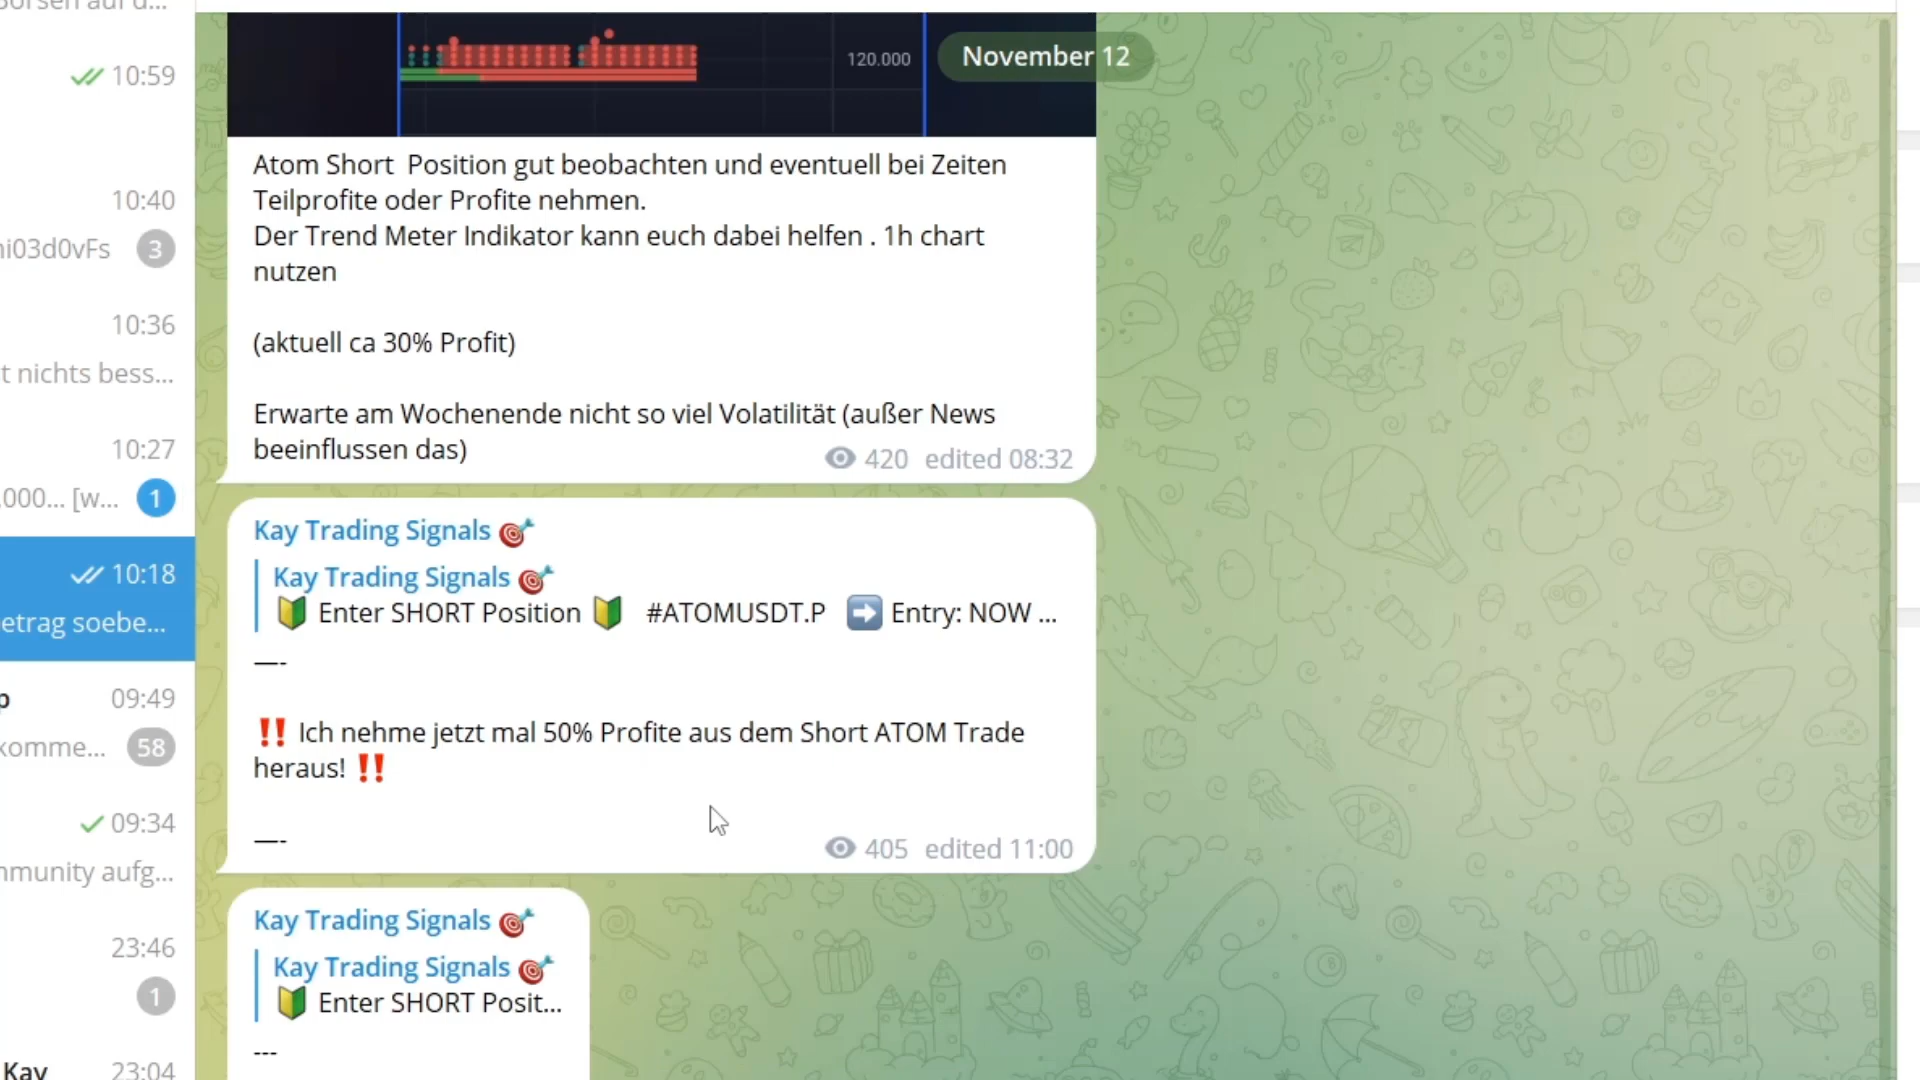 10:59
10:40
ni03d0vFs 3
10:36
t nichts bess...
10:27
.000... [w... 1
10:18
etrag soebe...
p 09:49
komme... 58
09:34
nmunity aufg...
23:46
1
Kay 23:04
120.000
November 12
Atom Short Position gut beobachten und eventuell bei Zeiten
Teilprofite oder Profite nehmen.
Der Trend Meter Indikator kann euch dabei helfen . 1h chart
nutzen
(aktuell ca 30% Profit)
Erwarte am Wochenende nicht so viel Volatilität (außer News
beeinflussen das)
420 edited 08:32
Kay Trading Signals 🎯
Kay Trading Signals 🎯
🔰 Enter SHORT Position 🔰 #ATOMUSDT.P ➡️ Entry: NOW ...
—-
‼️ Ich nehme jetzt mal 50% Profite aus dem Short ATOM Trade
heraus! ‼️
—-
405 edited 11:00
Kay Trading Signals 🎯
Kay Trading Signals 🎯
🔰 Enter SHORT Posit...
---